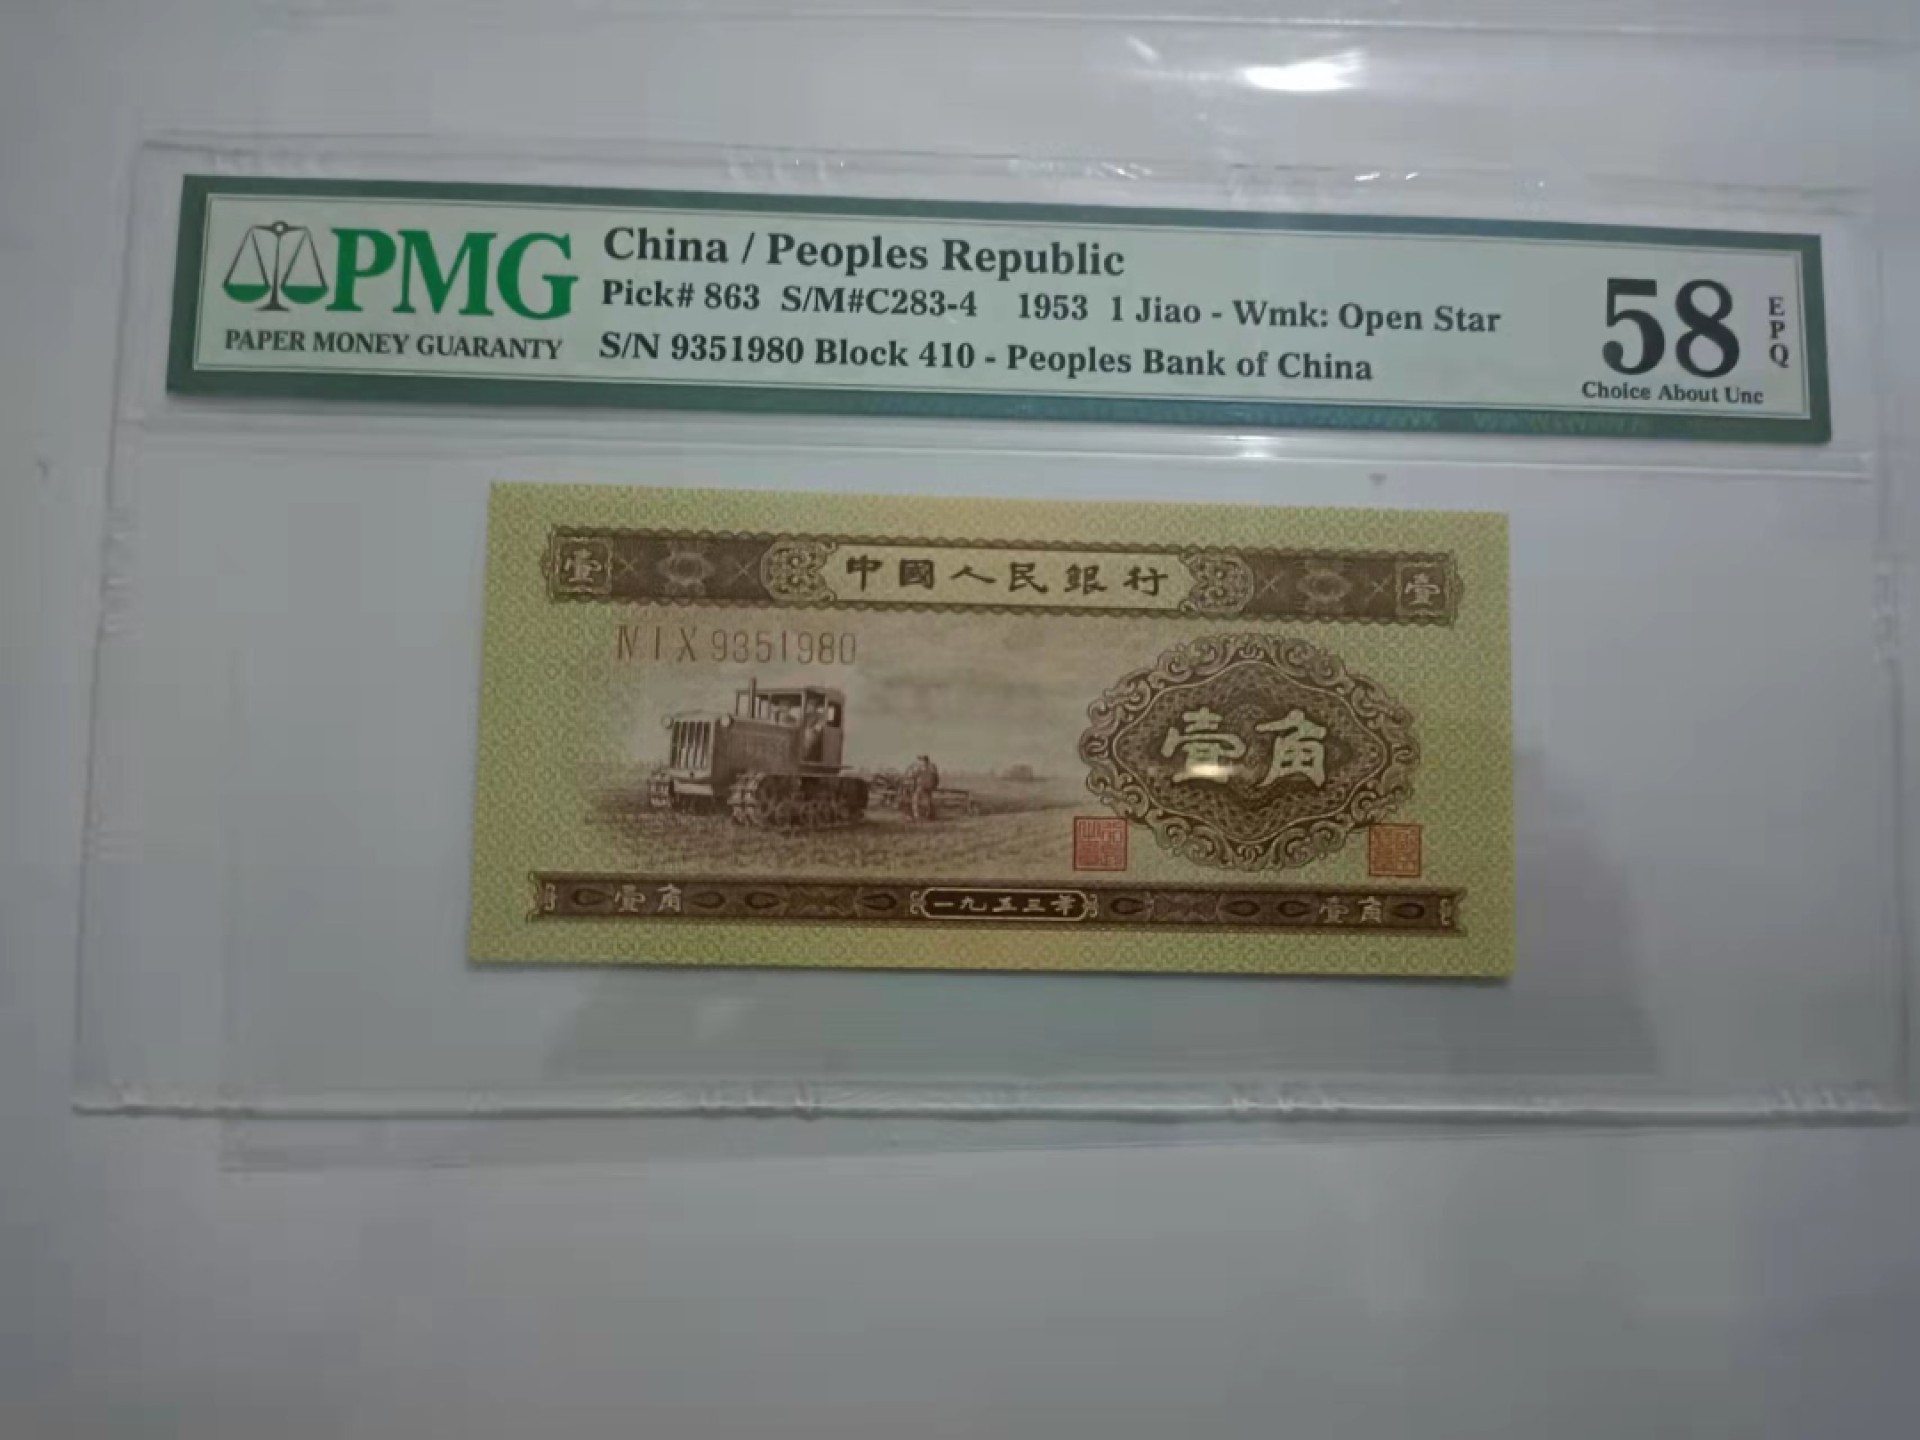 PMG
PAPER MONEY GUARANTY
China / Peoples Republic
Pick# 863 S/M#C283-4 1953 1 Jiao - Wmk: Open Star
S/N 9351980 Block 410 - Peoples Bank of China
58
EPQ
Choice About Unc
壹 中國人民銀行 壹
IV I X 9351980
壹角
壹角 一九五三年 壹角